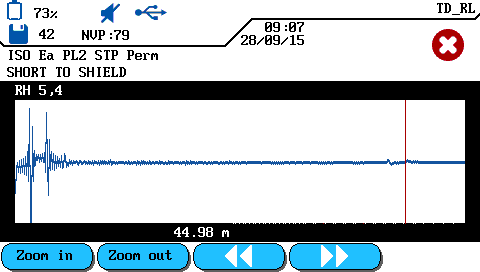 73%
TD_RL
42 NVP:79
09:07
28/09/15
ISO Ea PL2 STP Perm
SHORT TO SHIELD
RH 5,4
44.98 m
Zoom in Zoom out